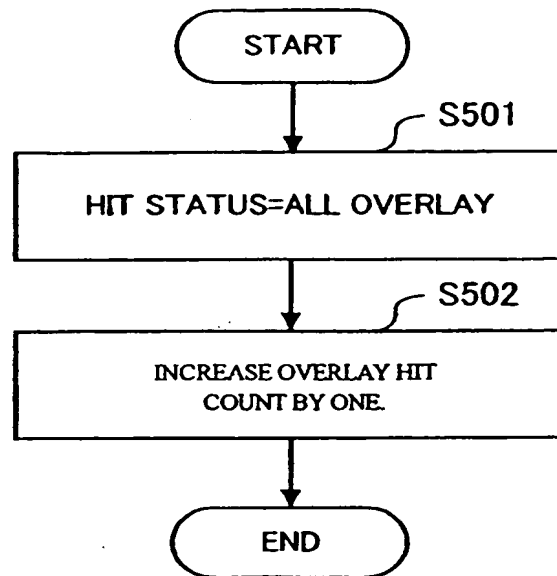 START
S501
HIT STATUS=ALL OVERLAY
S502
INCREASE OVERLAY HIT
COUNT BY ONE.
END